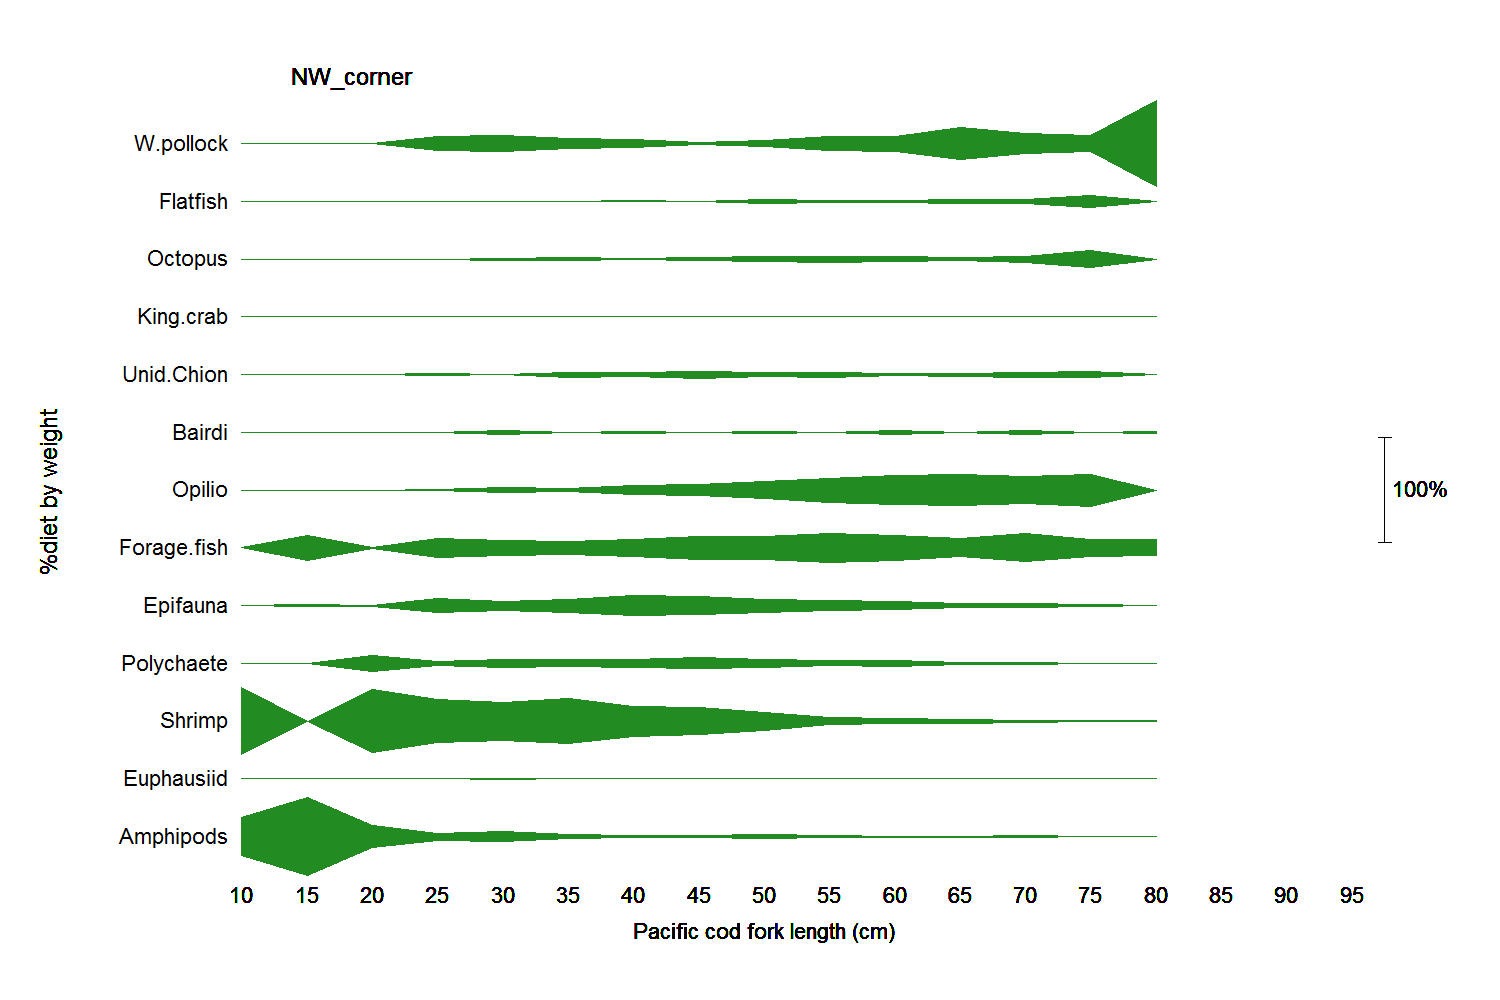 NW_corner
W.pollock
Flatfish
Octopus
King.crab
Unid.Chion
Bairdi
Opilio
Forage.fish
Epifauna
Polychaete
Shrimp
Euphausiid
Amphipods
%diet by weight
100%
10 15 20 25 30 35 40 45 50 55 60 65 70 75 80 85 90 95
Pacific cod fork length (cm)